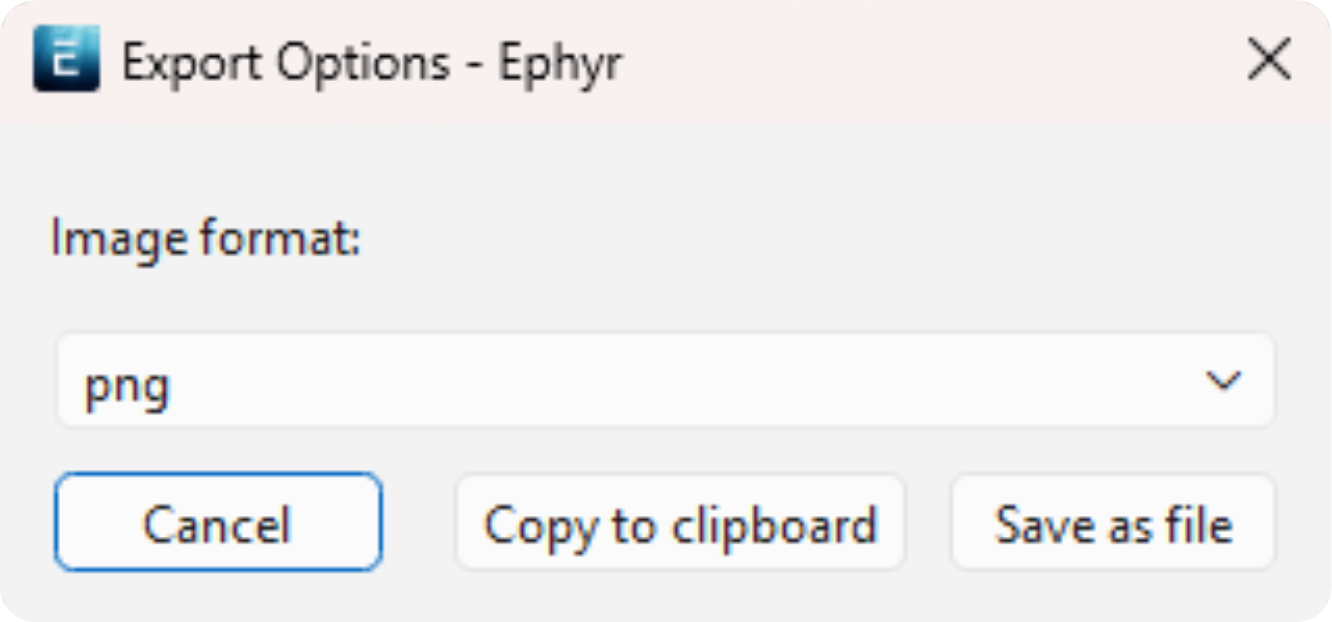 Export Options - Ephyr
Image format:
png
Cancel
Copy to clipboard
Save as file